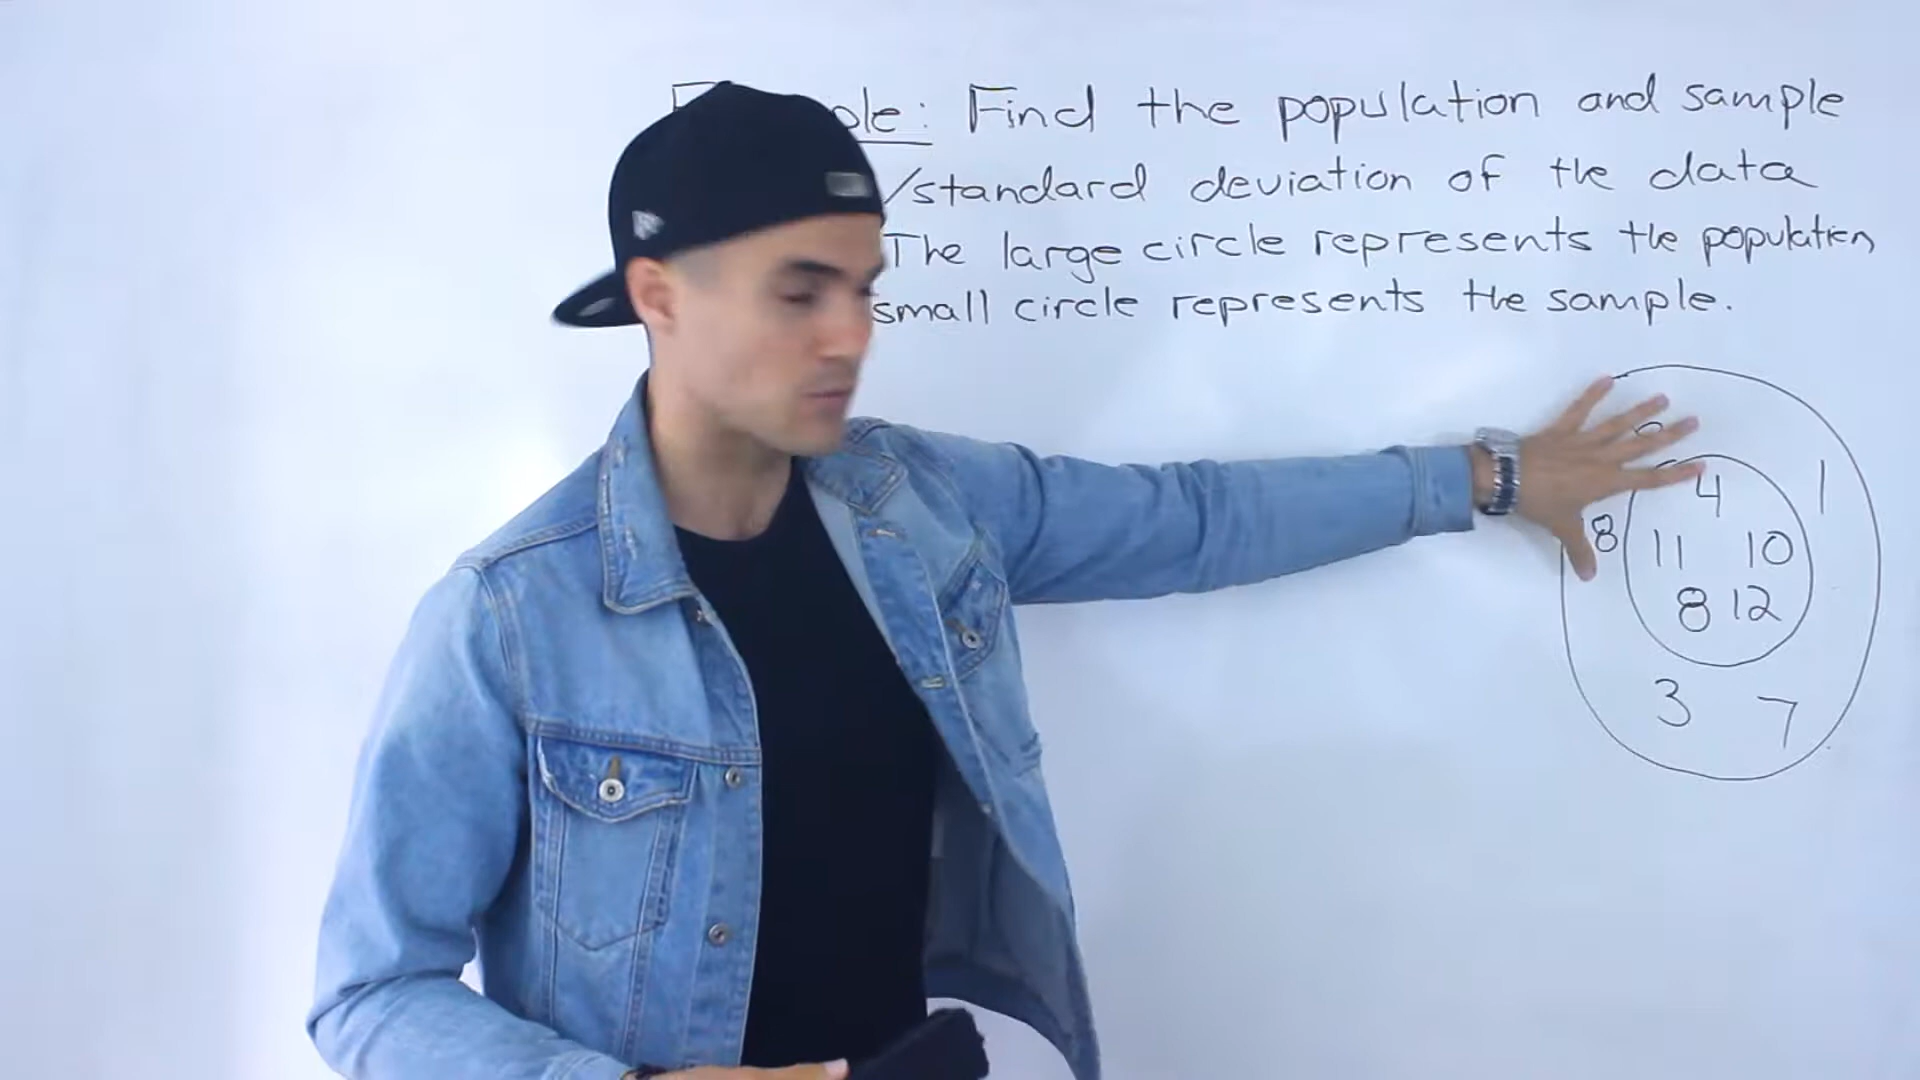 Find the population and sample
/standard deviation of the data
The large circle represents the population
small circle represents the sample.
4 1
8 11 10
8 12
3 7